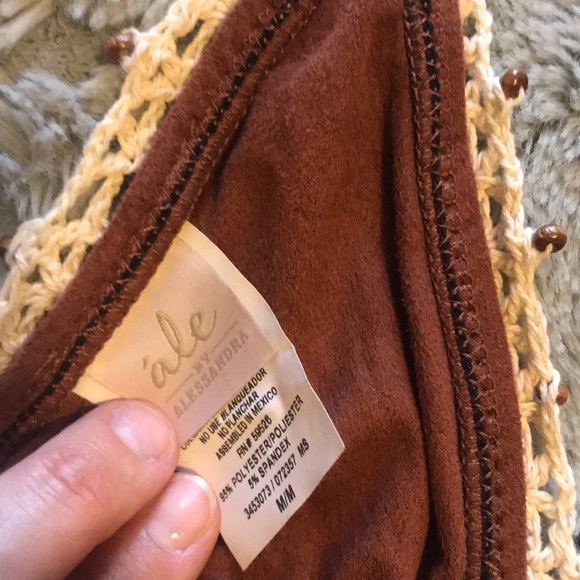 ále
BY
ALESSANDRA
NO USE BLANQUEADOR
NO PLANCHAR
ASSEMBLED IN MEXICO
RN# 59526
95% POLYESTER/POLIESTER
5% SPANDEX
3453073 / 072357 MS
M/M